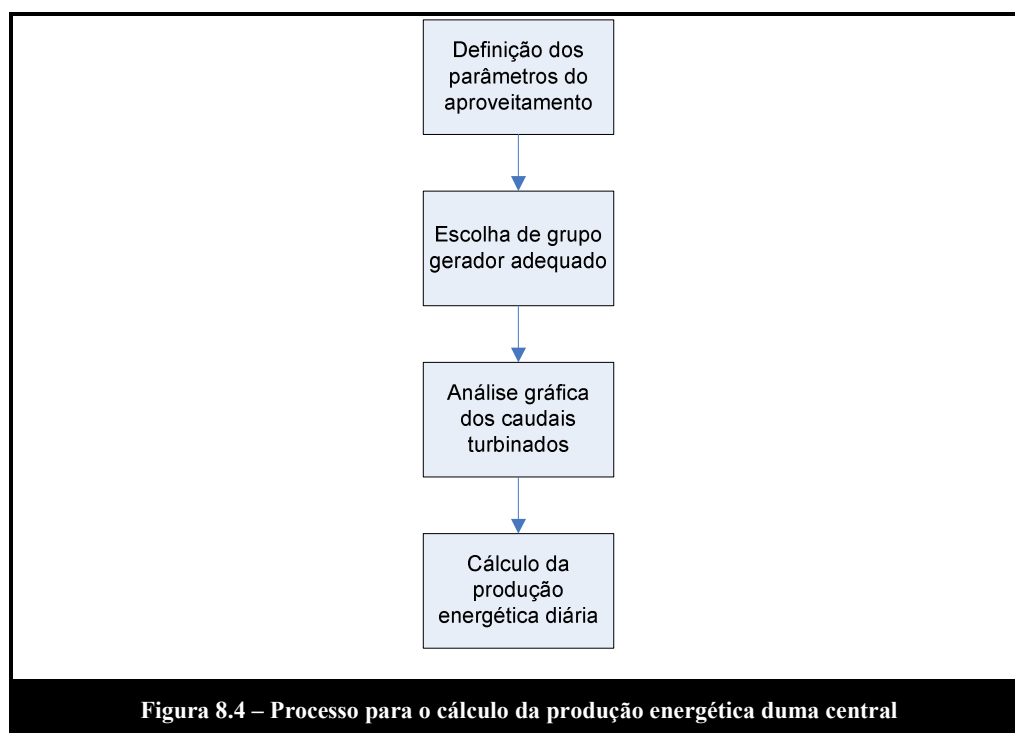 Definição dos
parâmetros do
aproveitamento
Escolha de grupo
gerador adequado
Análise gráfica
dos caudais
turbinados
Cálculo da
produção
energética diária
Figura 8.4 – Processo para o cálculo da produção energética duma central